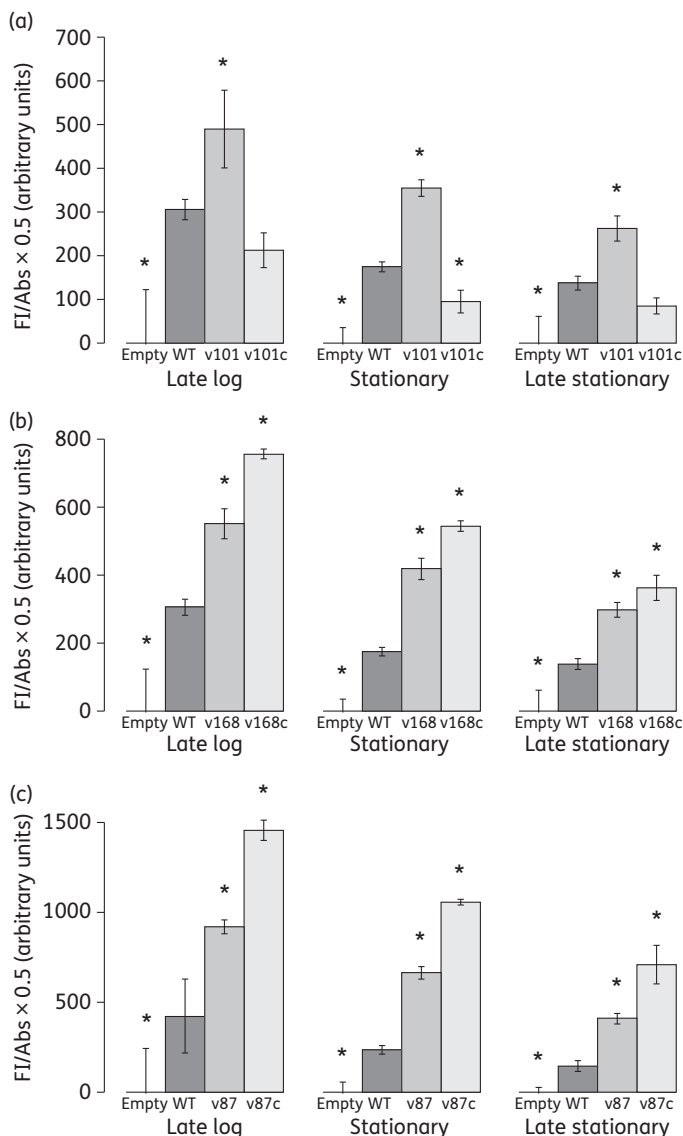 (a)
FI/Abs × 0.5 (arbitrary units)
700
600
500
400
300
200
100
0
* * * * * * *
Empty WT v101 v101c Empty WT v101 v101c Empty WT v101 v101c
Late log Stationary Late stationary
(b)
FI/Abs × 0.5 (arbitrary units)
800
600
400
200
0
* * * * * * * * *
Empty WT v168 v168c Empty WT v168 v168c Empty WT v168 v168c
Late log Stationary Late stationary
(c)
FI/Abs × 0.5 (arbitrary units)
1500
1000
500
0
* * * * * * * * *
Empty WT v87 v87c Empty WT v87 v87c Empty WT v87 v87c
Late log Stationary Late stationary